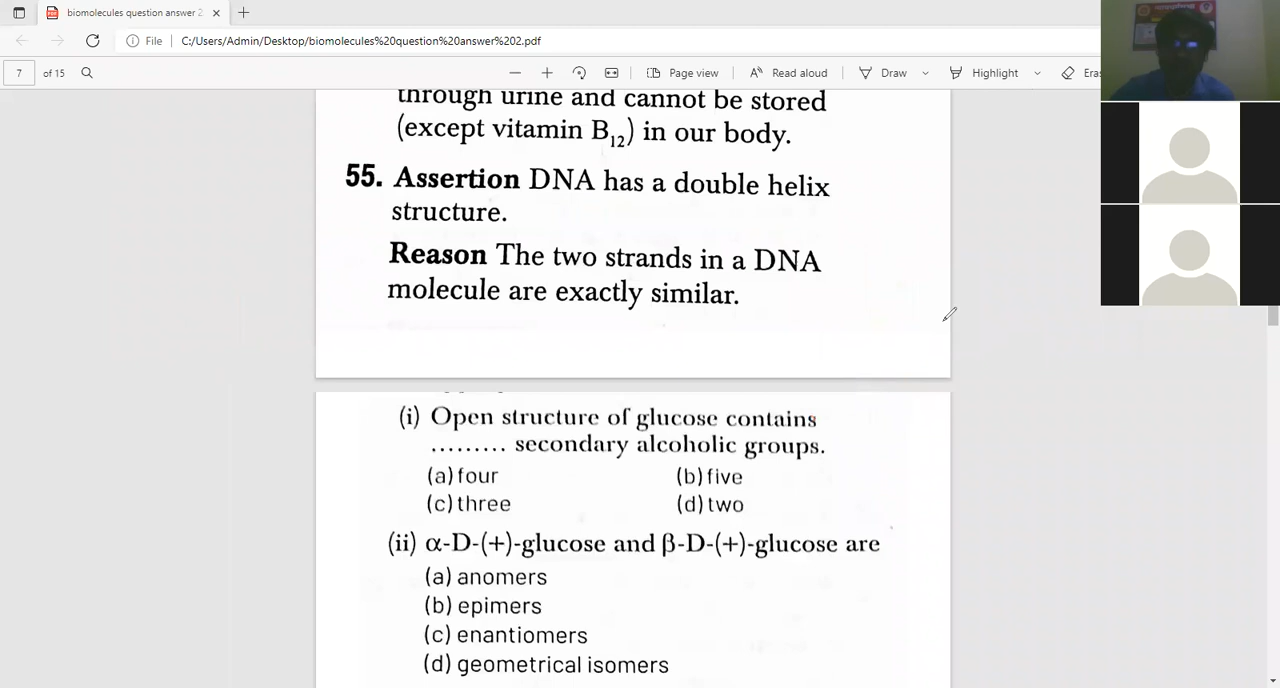 biomolecules question answer 2
File
C:/Users/Admin/Desktop/biomolecules%20question%20answer%202.pdf
7 of 15
Page view
Read aloud
Draw
Highlight
through urine and cannot be stored
(except vitamin B₁₂) in our body.
55. Assertion DNA has a double helix
structure.
Reason The two strands in a DNA
molecule are exactly similar.
(i) Open structure of glucose contains
......... secondary alcoholic groups.
(a) four (b) five
(c) three (d) two
(ii) α-D-(+)-glucose and β-D-(+)-glucose are
(a) anomers
(b) epimers
(c) enantiomers
(d) geometrical isomers